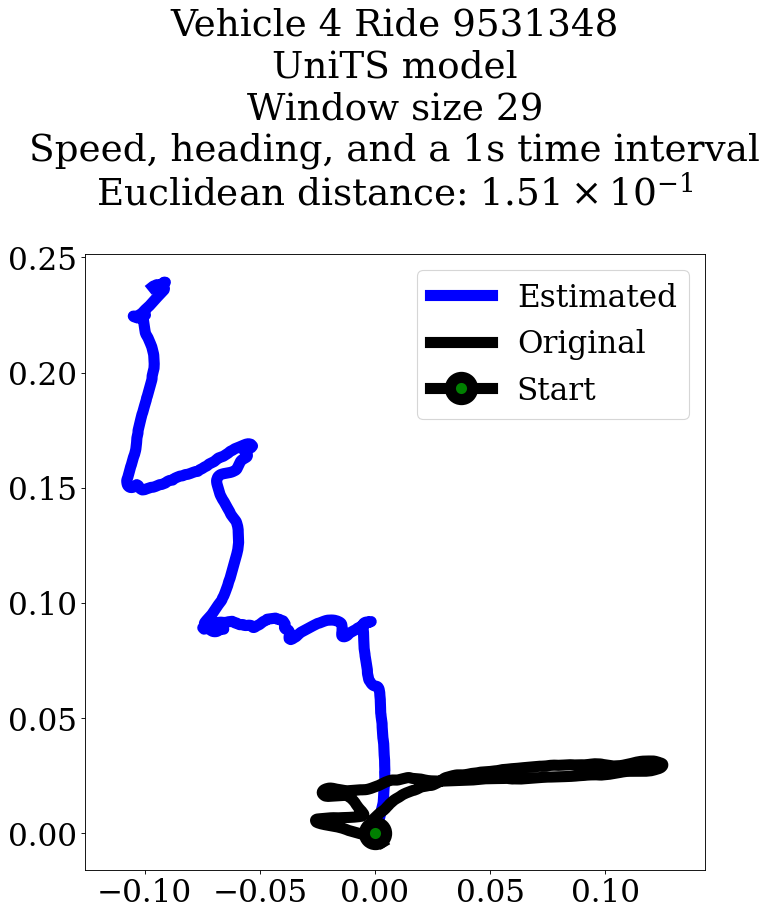 Vehicle 4 Ride 9531348
UniTS model
Window size 29
Speed, heading, and a 1s time interval
Euclidean distance: 1.51 × 10⁻¹
Estimated
Original
Start
0.25
0.20
0.15
0.10
0.05
0.00
−0.10 −0.05 0.00 0.05 0.10